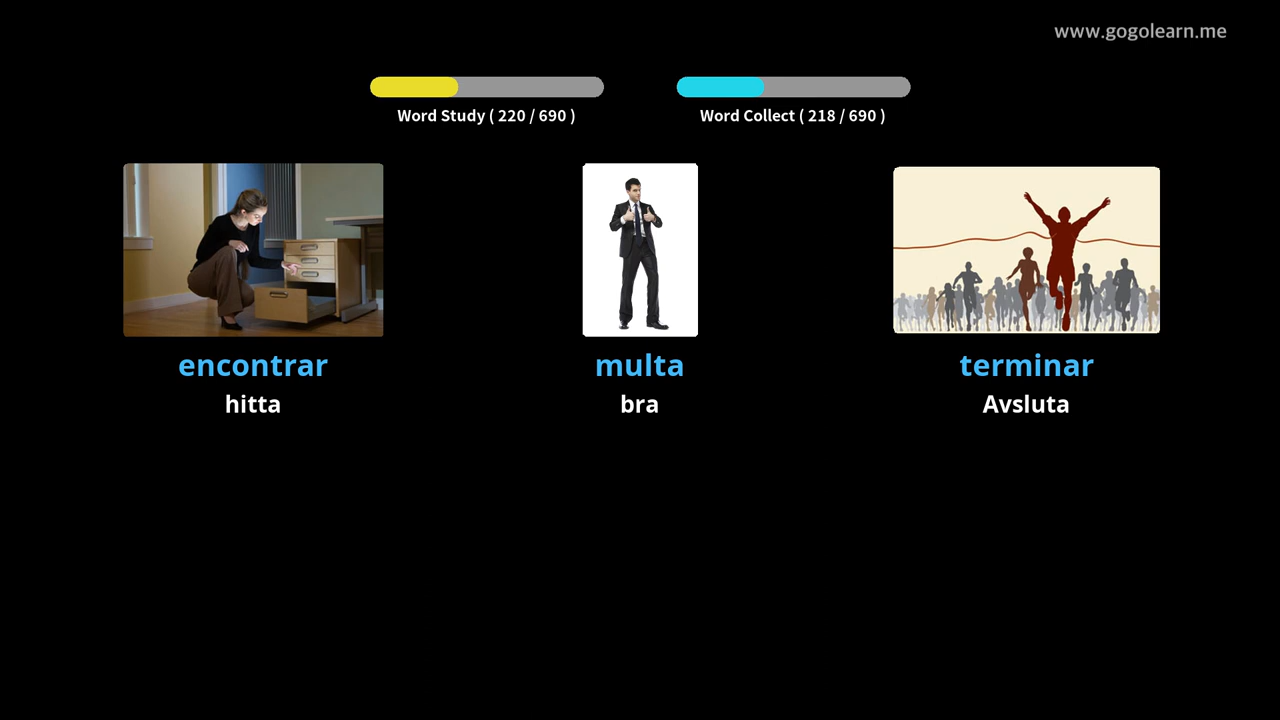 www.gogolearn.me
Word Study ( 220 / 690 )
Word Collect ( 218 / 690 )
encontrar
hitta
multa
bra
terminar
Avsluta